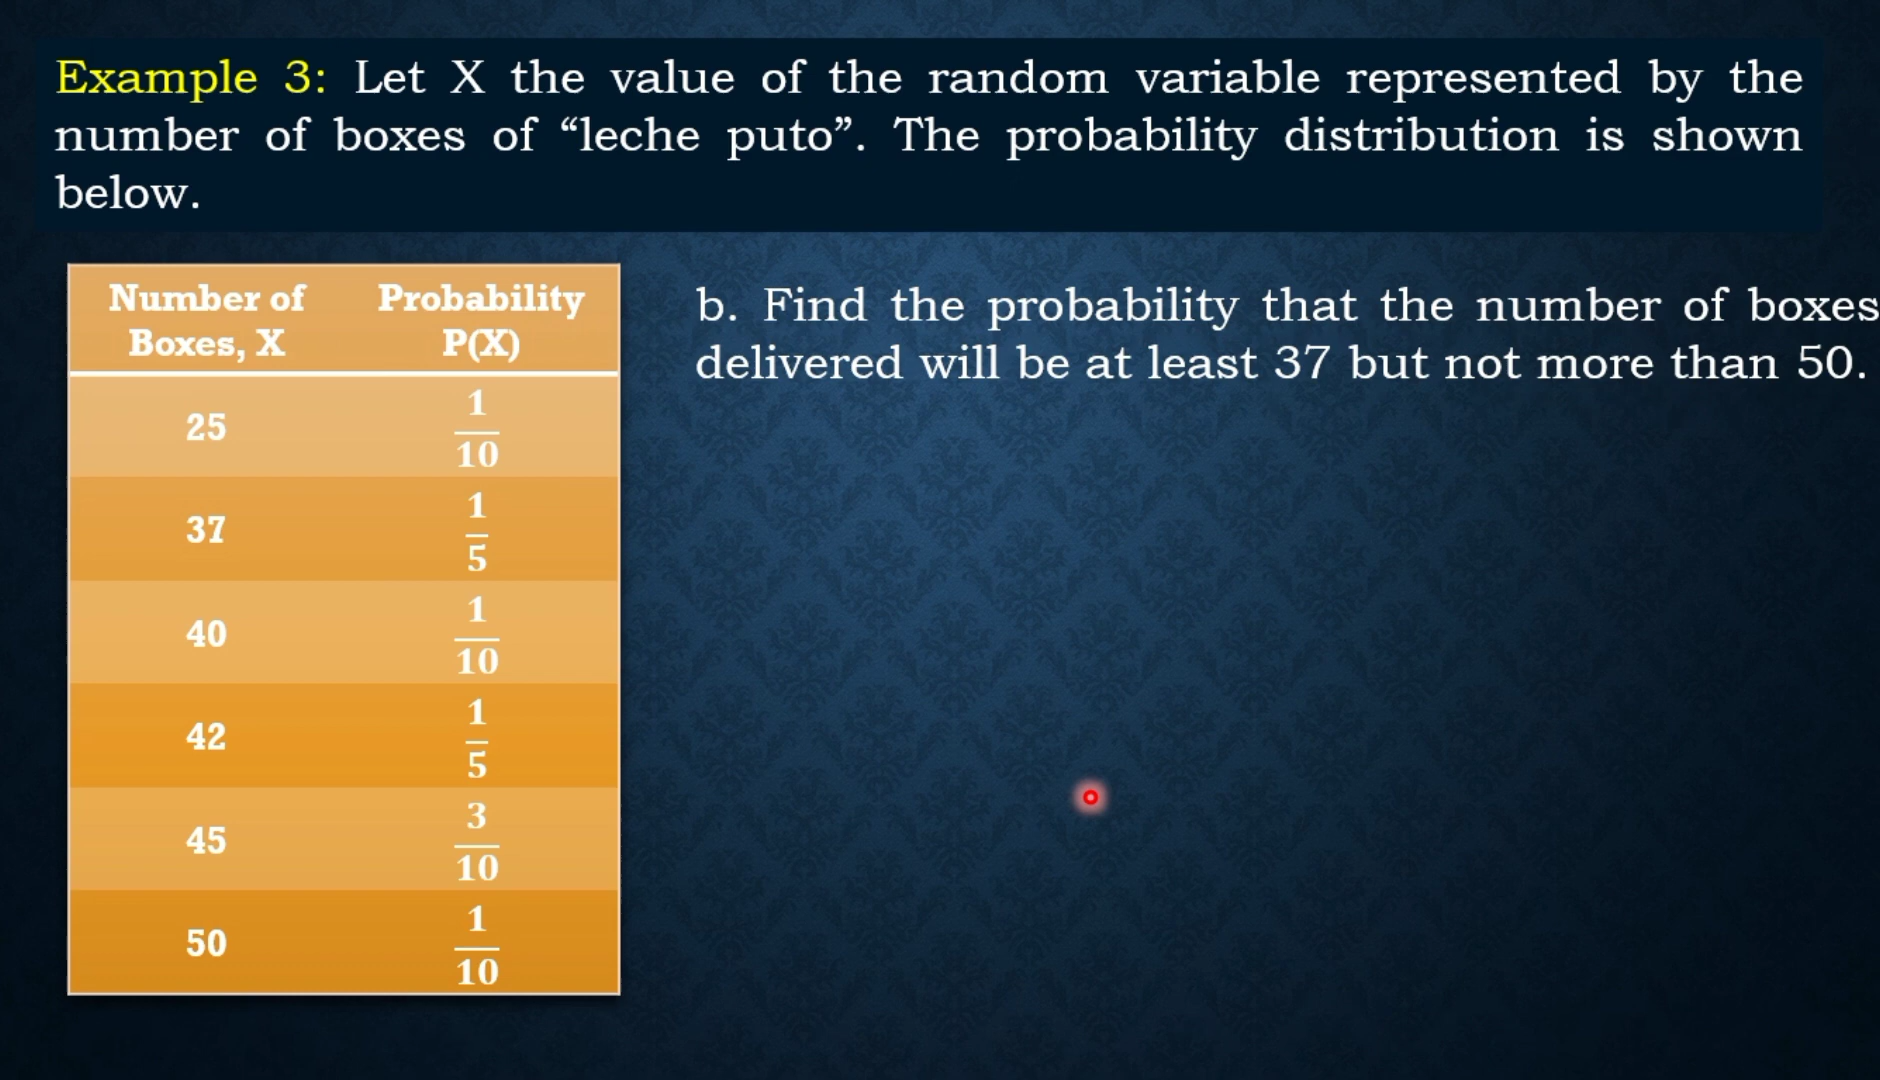 Example 3: Let X the value of the random variable represented by the
number of boxes of “leche puto”. The probability distribution is shown
below.
Number of Boxes, X Probability P(X)
25 1/10
37 1/5
40 1/10
42 1/5
45 3/10
50 1/10
b. Find the probability that the number of boxes
delivered will be at least 37 but not more than 50.